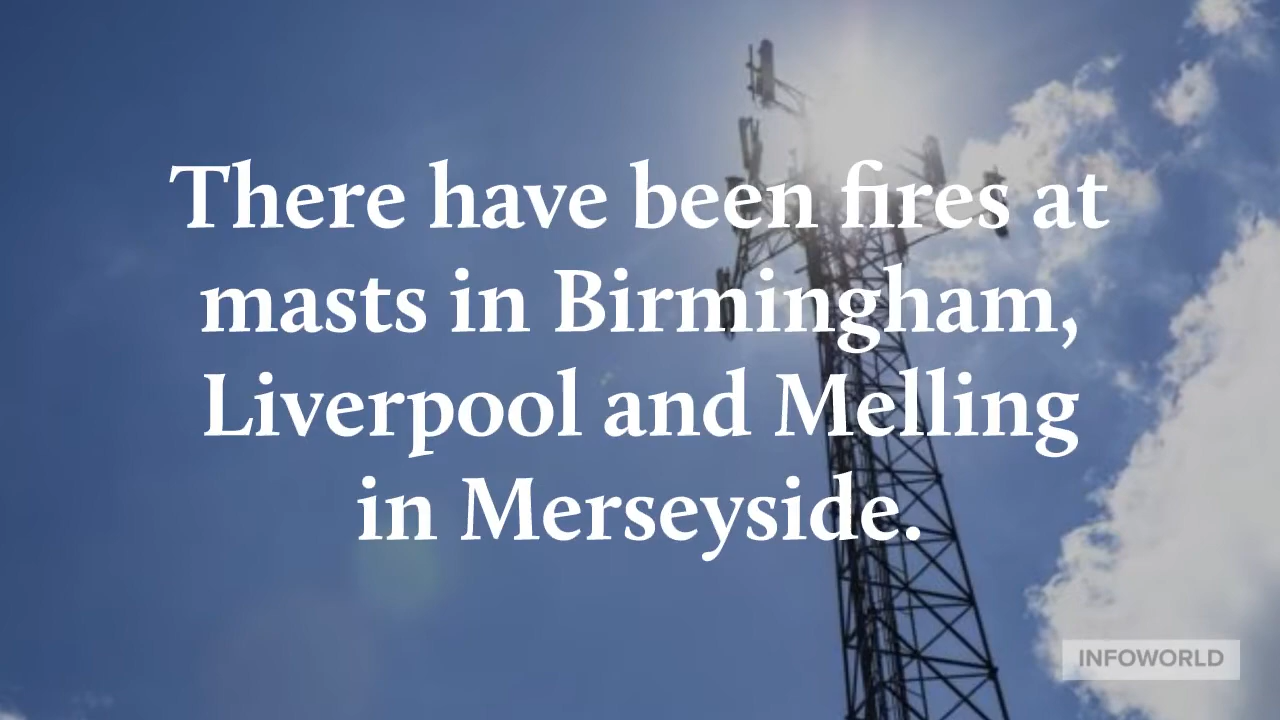 There have been fires at
masts in Birmingham,
Liverpool and Melling
in Merseyside.
INFOWORLD